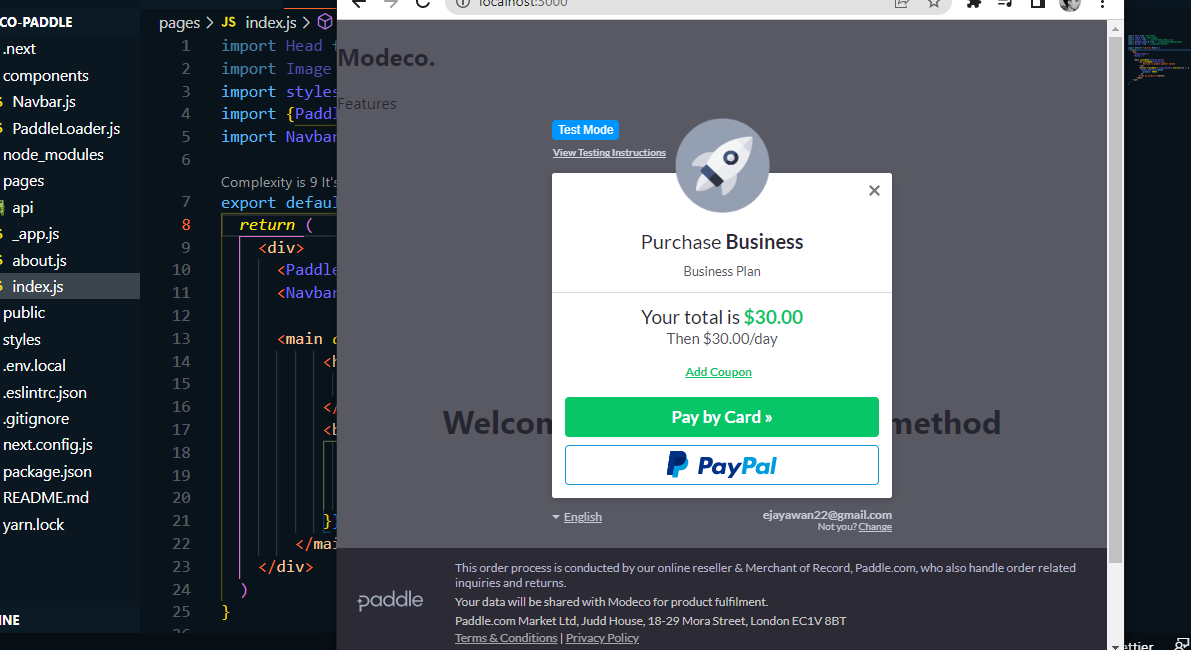 CO-PADDLE
.next
components
Navbar.js
PaddleLoader.js
node_modules
pages
api
_app.js
about.js
index.js
public
styles
.env.local
.eslintrc.json
.gitignore
next.config.js
package.json
README.md
yarn.lock
NE
pages > JS index.js >
1 import Head
2 import Image
3 import styles
4 import {Paddl
5 import Navbar
6
Complexity is 9 It's
7 export defaul
8 return (
9 <div>
10 <Paddle
11 <Navbar
12
13 <main
14 <h
15
16 </
17 <b
18
19
20
21 }}
22 </mai
23 </div>
24 )
25 }
26
localhost:3000
Modeco.
Features
Test Mode
View Testing Instructions
Purchase Business
Business Plan
Your total is $30.00
Then $30.00/day
Add Coupon
Pay by Card »
PayPal
Welcom
method
English
ejayawan22@gmail.com
Not you? Change
paddle
This order process is conducted by our online reseller & Merchant of Record, Paddle.com, who also handle order related
inquiries and returns.
Your data will be shared with Modeco for product fulfilment.
Paddle.com Market Ltd, Judd House, 18-29 Mora Street, London EC1V 8BT
Terms & Conditions | Privacy Policy
ettier